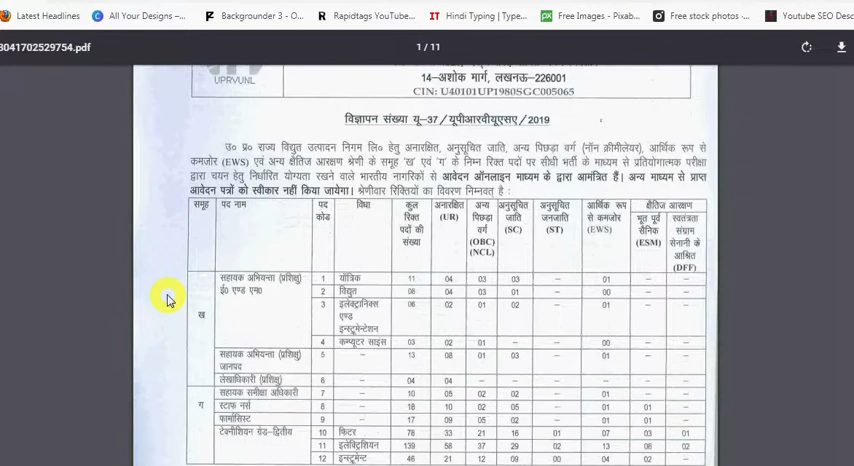 Latest Headlines All Your Designs –... Backgrounder 3 - O... Rapidtags YouTube... Hindi Typing | Type... Free Images - Pixab... Free stock photos ·... Youtube SEO Desc
3041702529754.pdf 1 / 11
UPRVUNL
14-अशोक मार्ग, लखनऊ-226001
CIN: U40101UP1980SGC005065
विज्ञापन संख्या यू-37/यूपीआरवीयूएसए/2019
उ० प्र० राज्य विद्युत उत्पादन निगम लि० हेतु अनारक्षित, अनुसूचित जाति, अन्य पिछड़ा वर्ग (नॉन क्रीमीलेयर), आर्थिक रूप से
कमजोर (EWS) एवं अन्य क्षैतिज आरक्षण श्रेणी के समूह 'ख' एवं 'ग' के निम्न रिक्त पदों पर सीधी भर्ती के माध्यम से प्रतियोगात्मक परीक्षा
द्वारा चयन हेतु निर्धारित योग्यता रखने वाले भारतीय नागरिकों से आवेदन ऑनलाइन माध्यम के द्वारा आमंत्रित हैं। अन्य माध्यम से प्राप्त
आवेदन पत्रों को स्वीकार नहीं किया जायेगा। श्रेणीवार रिक्तियों का विवरण निम्नवत् है :
समूह पद नाम पद कोड विधा कुल रिक्त पदों की संख्या अनारक्षित (UR) अन्य पिछड़ा वर्ग (OBC) (NCL) अनुसूचित जाति (SC) अनुसूचित जनजाति (ST) आर्थिक रूप से कमजोर (EWS) क्षैतिज आरक्षण
भूत पूर्व सैनिक (ESM) स्वतंत्रता संग्राम सेनानी के आश्रित (DFF)
ख सहायक अभियन्ता (प्रशिक्षु) ई० एण्ड एम० 1 यॉंत्रिक 11 04 03 03 – 01 – –
2 विद्युत 08 04 03 01 – 00 – –
3 इलेक्ट्रानिक्स एण्ड इन्स्ट्रूमेन्टेशन 06 02 01 02 – 01 – –
4 कम्प्यूटर साइंस 03 02 01 – – 00 – –
सहायक अभियन्ता (प्रशिक्षु) जानपद 5 – 13 08 01 03 – 01 – –
लेखाधिकारी (प्रशिक्षु) 6 – 04 04 – – – – – –
ग सहायक समीक्षा अधिकारी 7 – 10 05 02 02 – 01 – –
स्टाफ नर्स 8 – 18 10 02 05 – 01 01 –
फार्मासिस्ट 9 – 17 09 05 02 – 01 01 –
टेक्नीशियन ग्रेड-द्वितीय 10 फिटर 78 33 21 16 01 07 03 01
11 इलेक्ट्रिशियन 139 58 37 29 02 13 06 02
12 इन्स्ट्रूमेन्ट 46 21 12 09 00 04 02 –